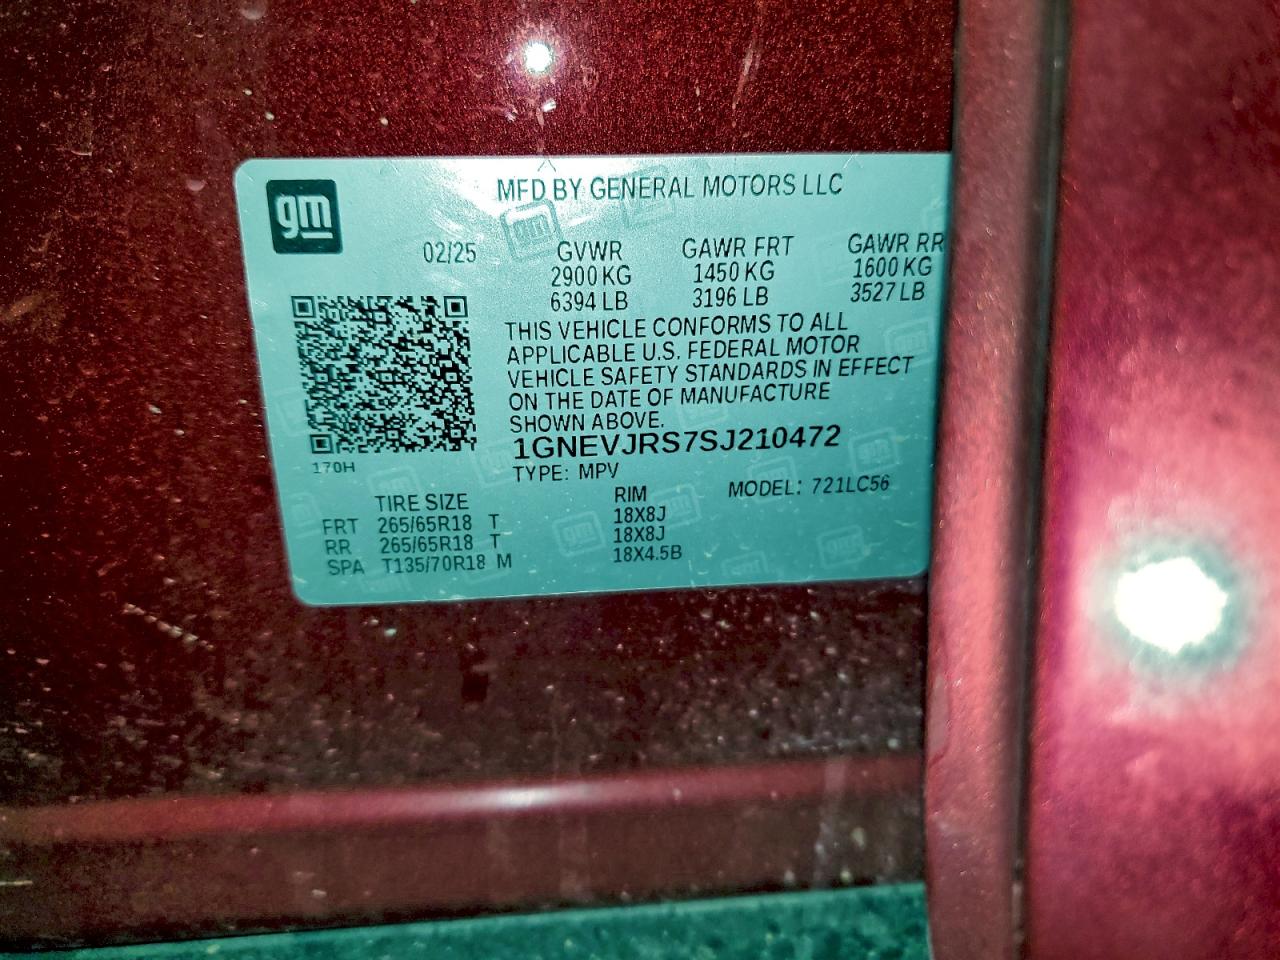 gm
MFD BY GENERAL MOTORS LLC
02/25 GVWR GAWR FRT GAWR RR
2900 KG 1450 KG 1600 KG
6394 LB 3196 LB 3527 LB
THIS VEHICLE CONFORMS TO ALL
APPLICABLE U.S. FEDERAL MOTOR
VEHICLE SAFETY STANDARDS IN EFFECT
ON THE DATE OF MANUFACTURE
SHOWN ABOVE.
1GNEVJRS7SJ210472
170H
TYPE: MPV
MODEL: 721LC56
TIRE SIZE RIM
FRT 265/65R18 T 18X8J
RR 265/65R18 T 18X8J
SPA T135/70R18 M 18X4.5B